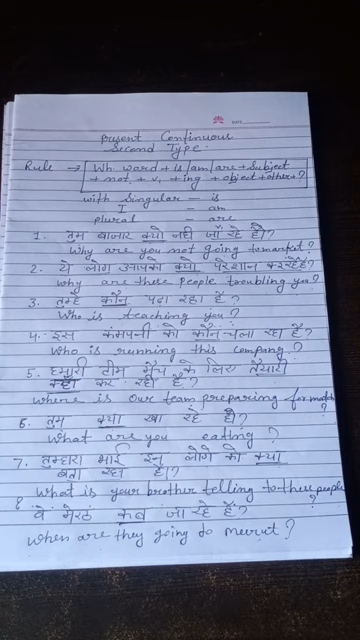 DATE
Present Continuous
Second Type
Rule → Wh. word + is/am/are + subject
+ not + v1 + ing + object + other + ?
with singular – is
I – am
plural – are
1. तुम बाजार क्यो नही जा रहे हो?
Why are you not going to market?
2. ये लोग आपको क्यो परेशान कर रहे हैं?
Why are these people troubling you?
3. तुम्हे कौन पढा रहा है?
Who is teaching you?
4. इस कंमपनी को कौन चला रहा है?
Who is running this company?
5. हमारी टीम मैच के लिए तैयारी
कहाँ कर रही है?
where is our team preparing for match
6. तुम क्या खा रहे हो?
What are you eating?
7. तुम्हारा भाई इन लोगो को क्या
बता रहा है?
What is your brother telling to these people?
8 वे मेरठ कब जा रहे हैं?
When are they going to meerut?